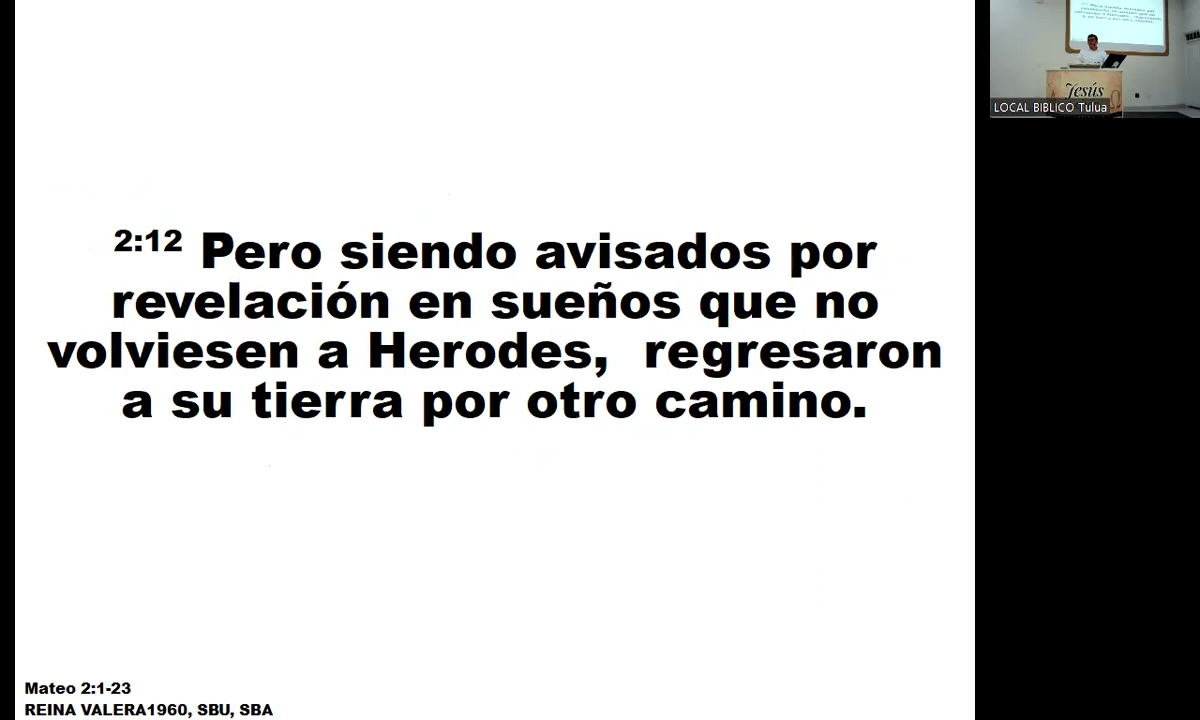 2:12 Pero siendo avisados por
revelación en sueños que no
volviesen a Herodes,  regresaron
a su tierra por otro camino.
Mateo 2:1-23
REINA VALERA1960, SBU, SBA
Jesús
LOCAL BIBLICO Tulua